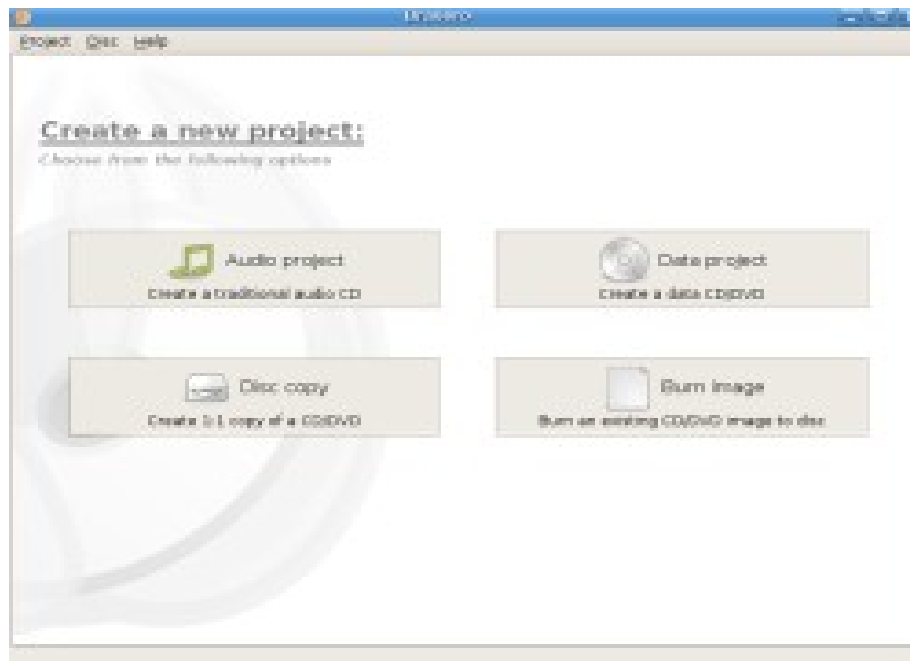 Brasero
Project Disc Help
Create a new project:
Choose from the following options
Audio project
Create a traditional audio CD
Data project
Create a data CD/DVD
Disc copy
Create 1:1 copy of a CD/DVD
Burn image
Burn an existing CD/DVD image to disc